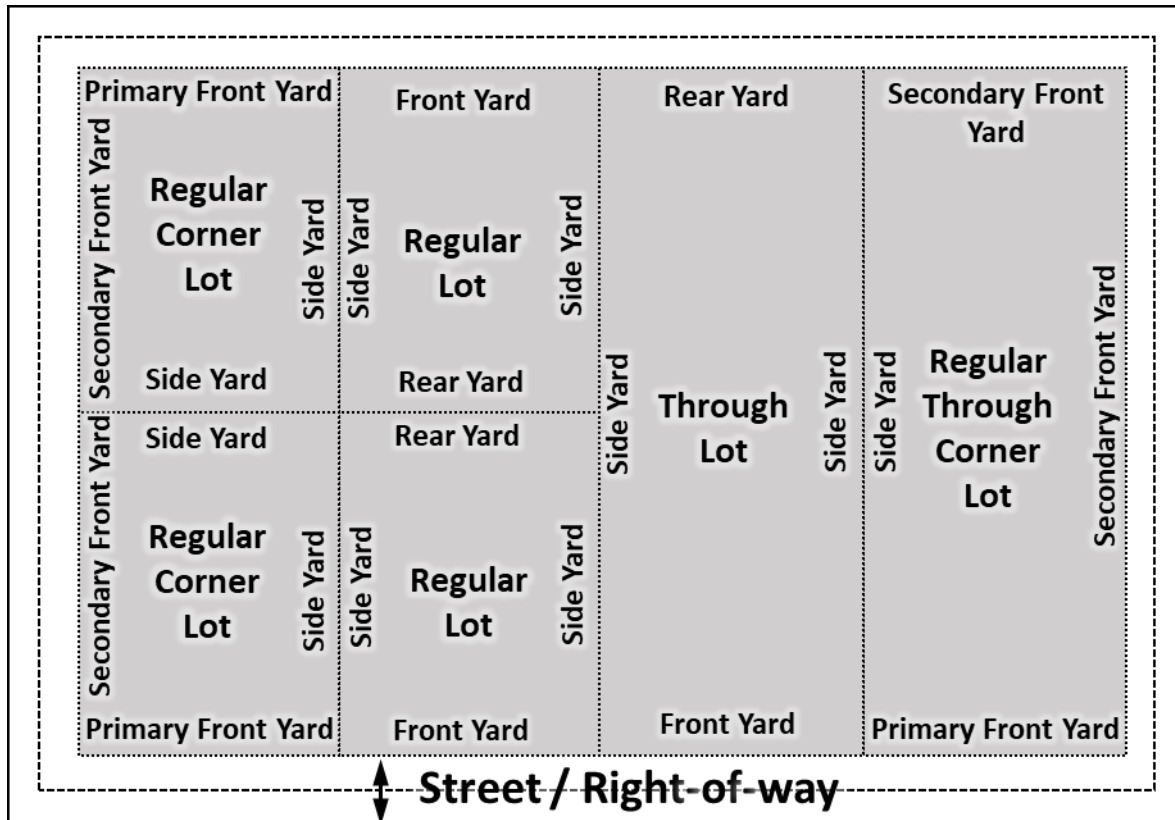 Primary Front Yard
Front Yard
Rear Yard
Secondary Front
Yard
Secondary Front Yard
Regular
Corner
Lot
Side Yard
Side Yard
Side Yard
Regular
Lot
Side Yard
Rear Yard
Side Yard
Through
Lot
Side Yard
Side Yard
Regular
Through
Corner
Lot
Secondary Front Yard
Secondary Front Yard
Side Yard
Regular
Corner
Lot
Side Yard
Primary Front Yard
Rear Yard
Side Yard
Regular
Lot
Side Yard
Front Yard
Front Yard
Primary Front Yard
Street / Right-of-way